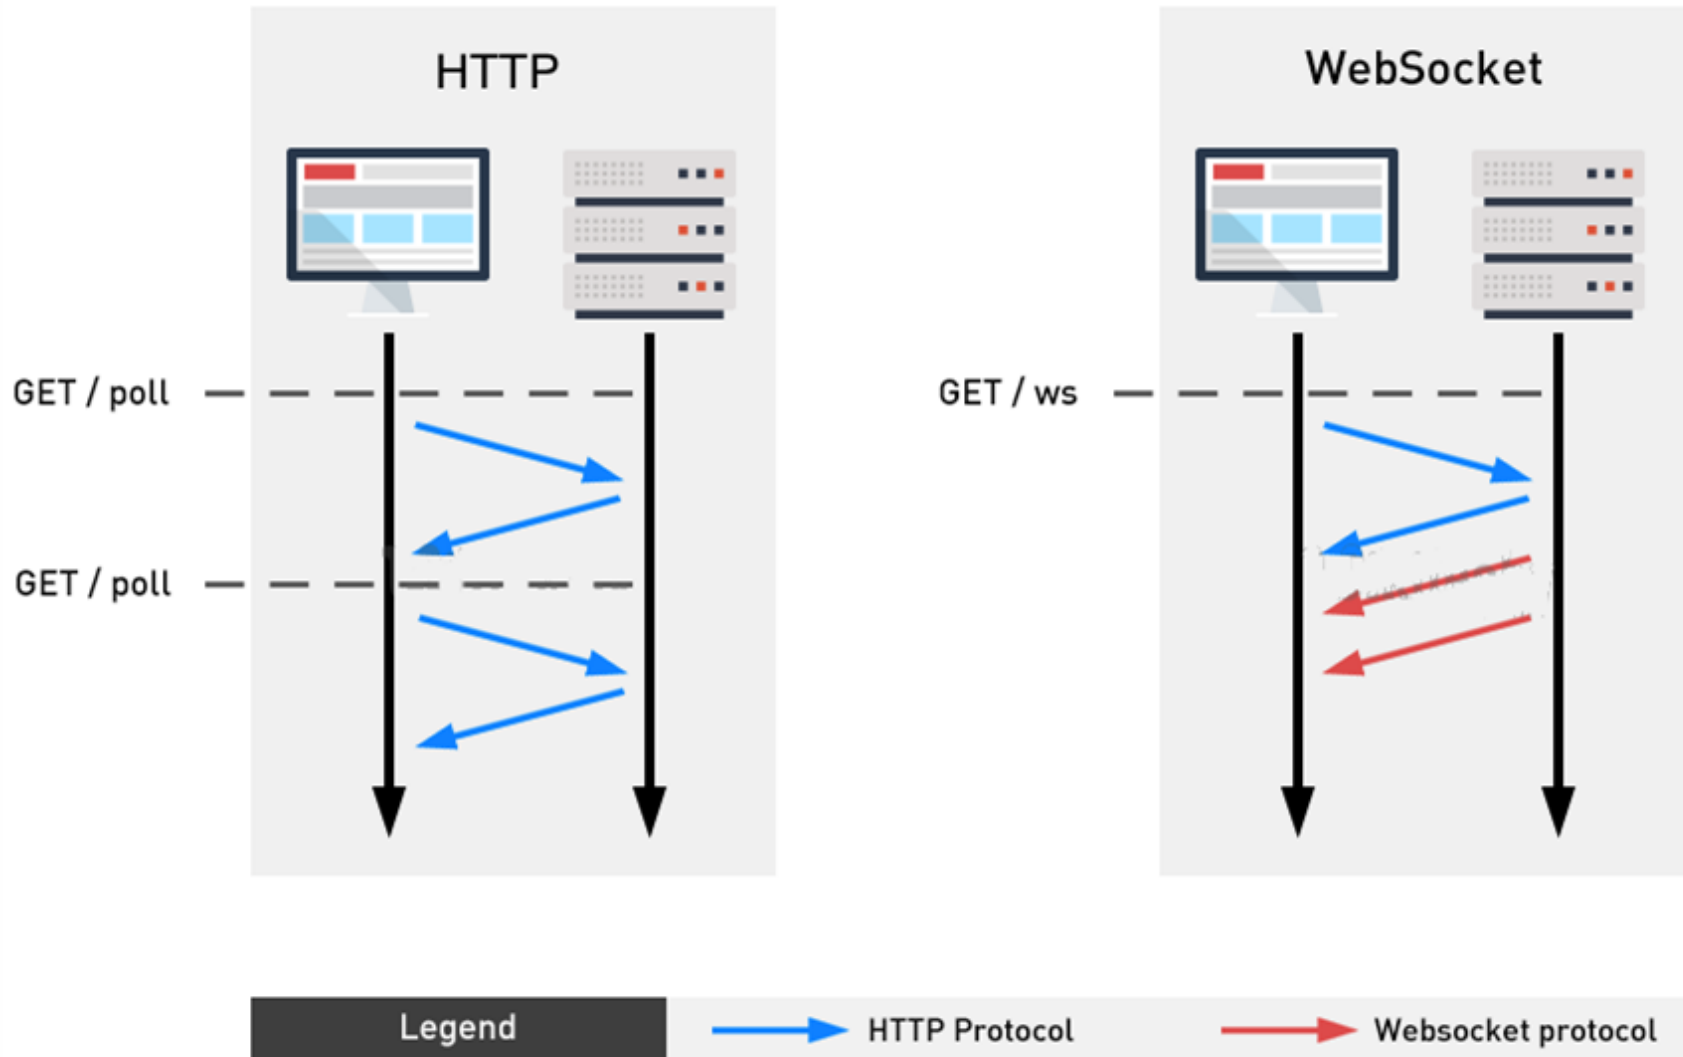 HTTP
WebSocket
GET / poll
GET / ws
GET / poll
Legend
HTTP Protocol
Websocket protocol